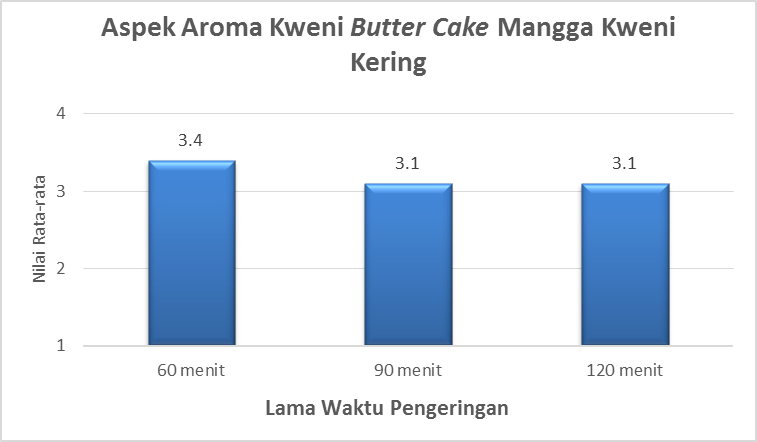 Aspek Aroma Kweni Butter Cake Mangga Kweni
Kering
4
3
2
1
Nilai Rata-rata
3.4
3.1
3.1
60 menit
90 menit
120 menit
Lama Waktu Pengeringan